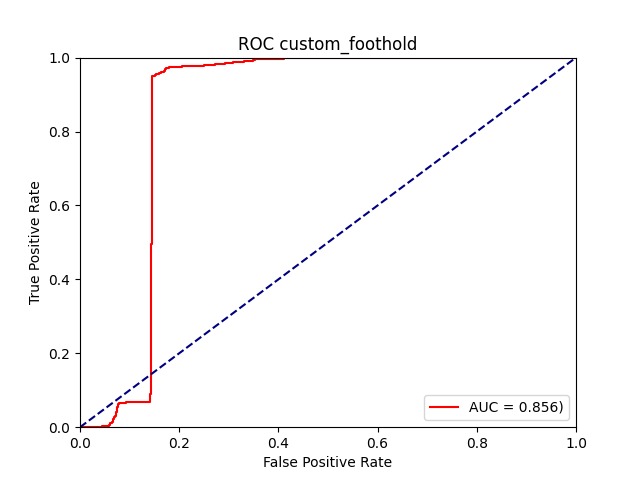 ROC custom_foothold
True Positive Rate
1.0
0.8
0.6
0.4
0.2
0.0
AUC = 0.856)
0.0 0.2 0.4 0.6 0.8 1.0
False Positive Rate